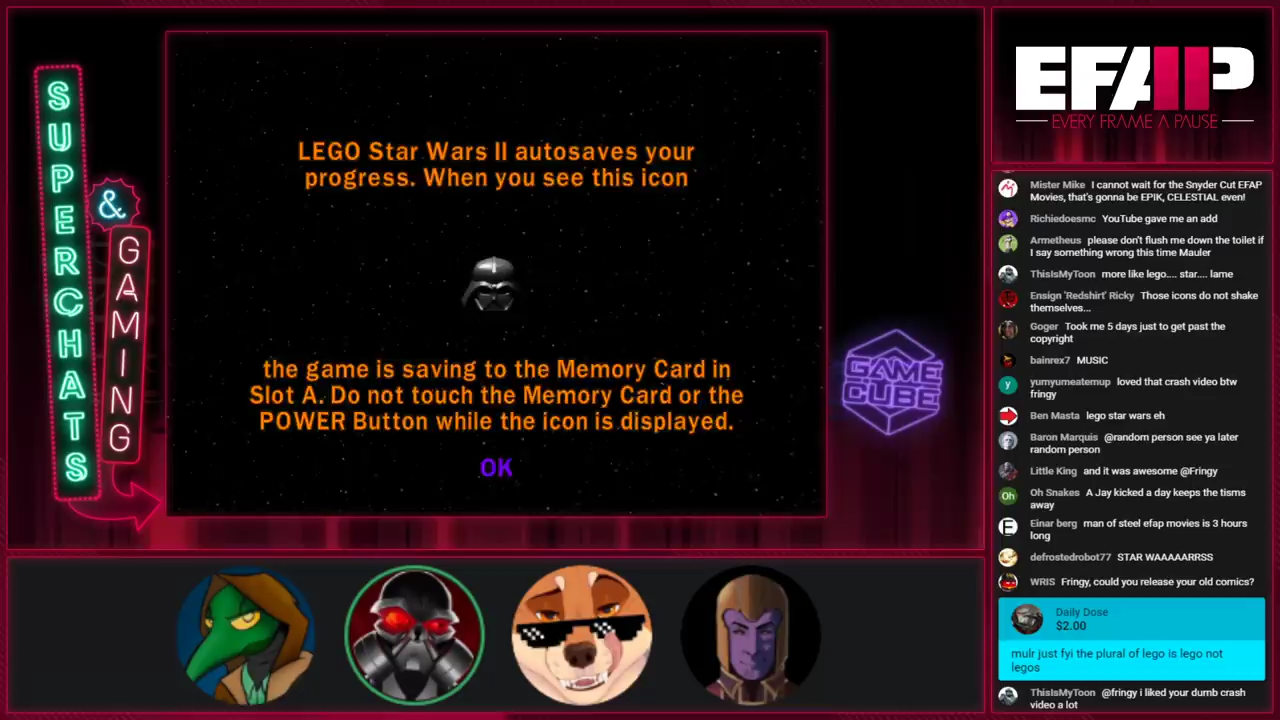 SUPERCHATS
&
GAMING
LEGO Star Wars II autosaves your
progress. When you see this icon
the game is saving to the Memory Card in
Slot A. Do not touch the Memory Card or the
POWER Button while the icon is displayed.
OK
GAME
CUBE
EFAP
EVERY FRAME A PAUSE
Mister Mike I cannot wait for the Snyder Cut EFAP
Movies, that's gonna be EPIK, CELESTIAL even!
Richiedoesmc YouTube gave me an add
Armetheus please don't flush me down the toilet if
I say something wrong this time Mauler
ThisIsMyToon more like lego.... star.... lame
Ensign 'Redshirt' Ricky Those icons do not shake
themselves...
Goger Took me 5 days just to get past the
copyright
bainrex7 MUSIC
y
yumyumeatemup loved that crash video btw
fringy
Ben Masta lego star wars eh
Baron Marquis @random person see ya later
random person
Little King and it was awesome @Fringy
Oh
Oh Snakes A Jay kicked a day keeps the tisms
away
Einar berg man of steel efap movies is 3 hours
long
defrostedrobot77 STAR WAAAAARRSS
WRIS Fringy, could you release your old comics?
Daily Dose
$2.00
mulr just fyi the plural of lego is lego not
legos
ThisIsMyToon @fringy i liked your dumb crash
video a lot